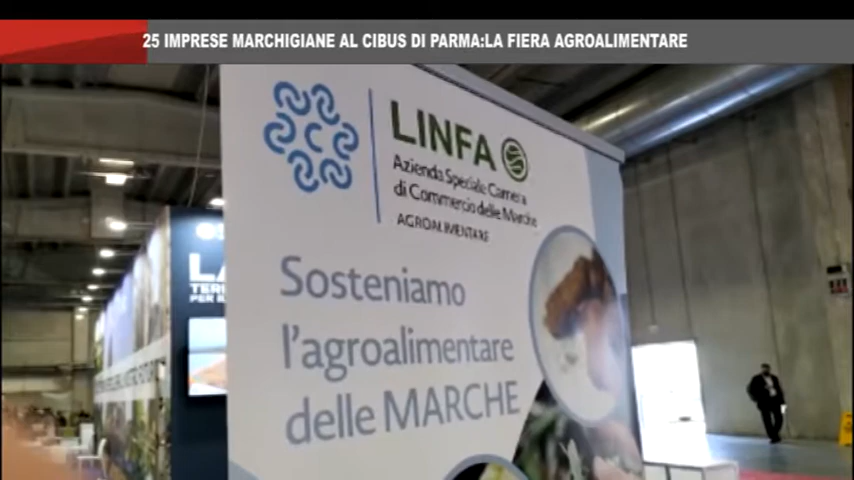 25 IMPRESE MARCHIGIANE AL CIBUS DI PARMA:LA FIERA AGROALIMENTARE
LINFA
Azienda Speciale Camera
di Commercio delle Marche
AGROALIMENTARE
Sosteniamo
l'agroalimentare
delle MARCHE